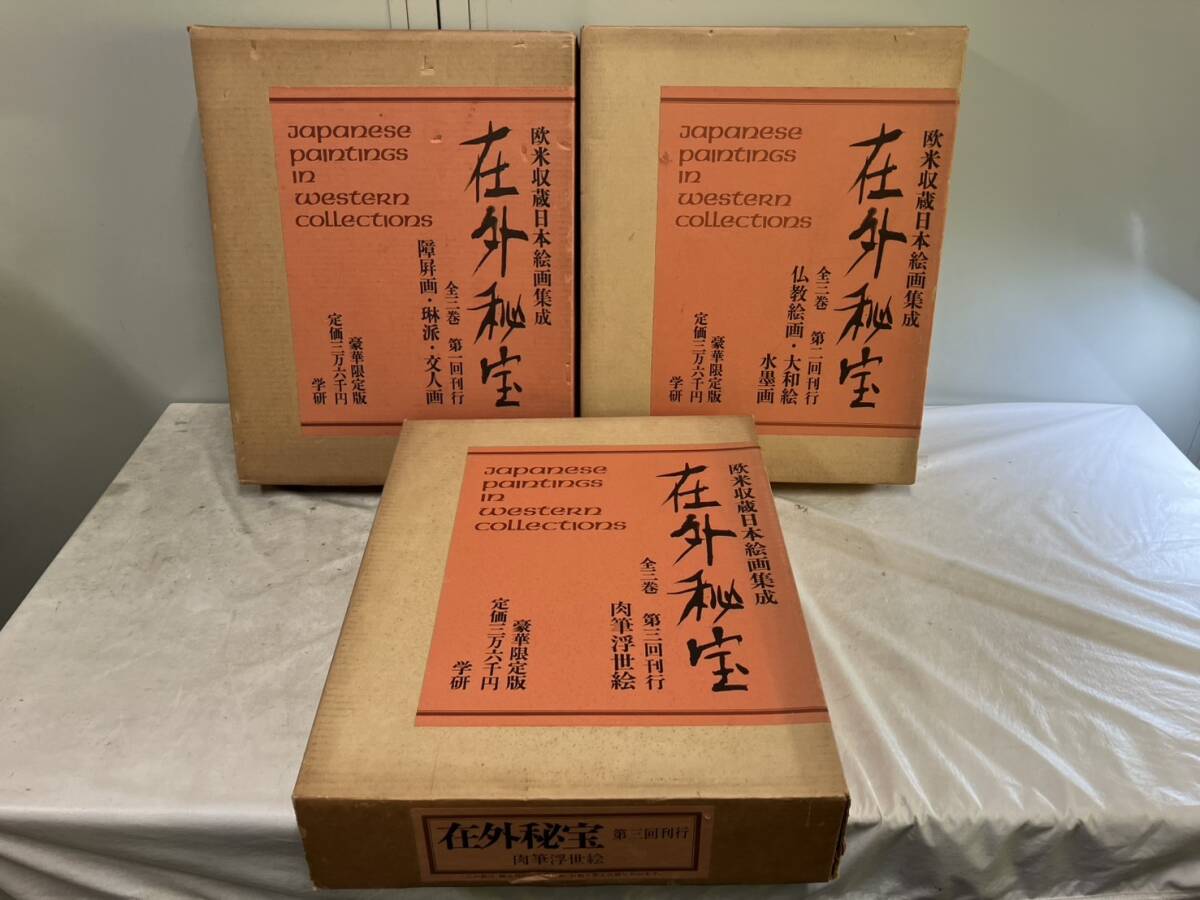 欧米収蔵日本絵画集成
在外秘宝
Japanese
paintings
in
western
collections
全三巻 第一回刊行
障屏画・琳派・文人画
豪華限定版
定価三万六千円
学研
欧米収蔵日本絵画集成
在外秘宝
Japanese
paintings
in
western
collections
全三巻 第二回刊行
仏教絵画・大和絵
水墨画
豪華限定版
定価三万六千円
学研
欧米収蔵日本絵画集成
在外秘宝
Japanese
paintings
in
western
collections
全三巻 第三回刊行
肉筆浮世絵
豪華限定版
定価三万六千円
学研
在外秘宝 第三回刊行
肉筆浮世絵